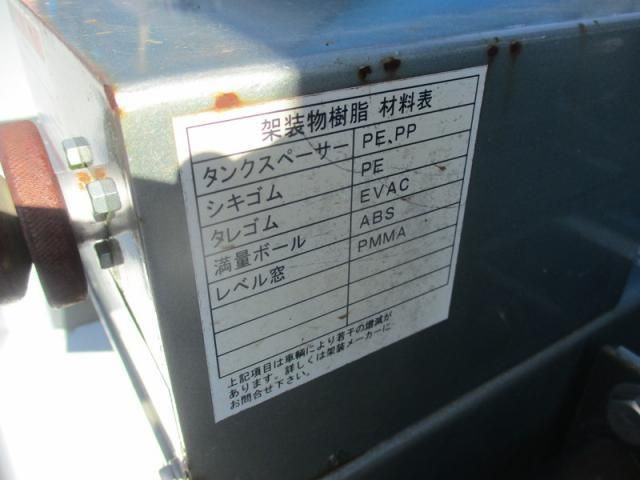 架装物樹脂 材料表
タンクスペーサー PE、PP
シキゴム PE
タレゴム EVAC
満量ボール ABS
レベル窓 PMMA
上記項目は車輌により若干の増減が
あります。詳しくは架装メーカーに
お問合せ下さい。